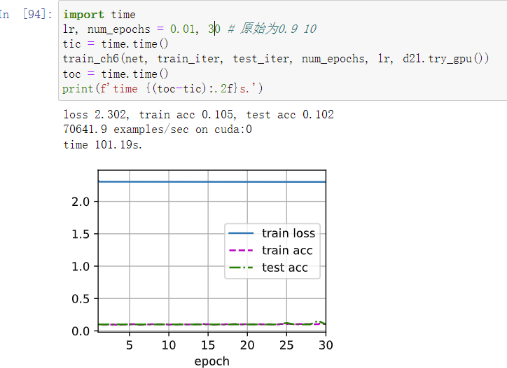 In [94]:
import time
lr, num_epochs = 0.01, 30 # 原始为0.9 10
tic = time.time()
train_ch6(net, train_iter, test_iter, num_epochs, lr, d2l.try_gpu())
toc = time.time()
print(f'time {(toc-tic):.2f}s.')
loss 2.302, train acc 0.105, test acc 0.102
70641.9 examples/sec on cuda:0
time 101.19s.
2.0
1.5
1.0
0.5
0.0
train loss
train acc
test acc
5 10 15 20 25 30
epoch